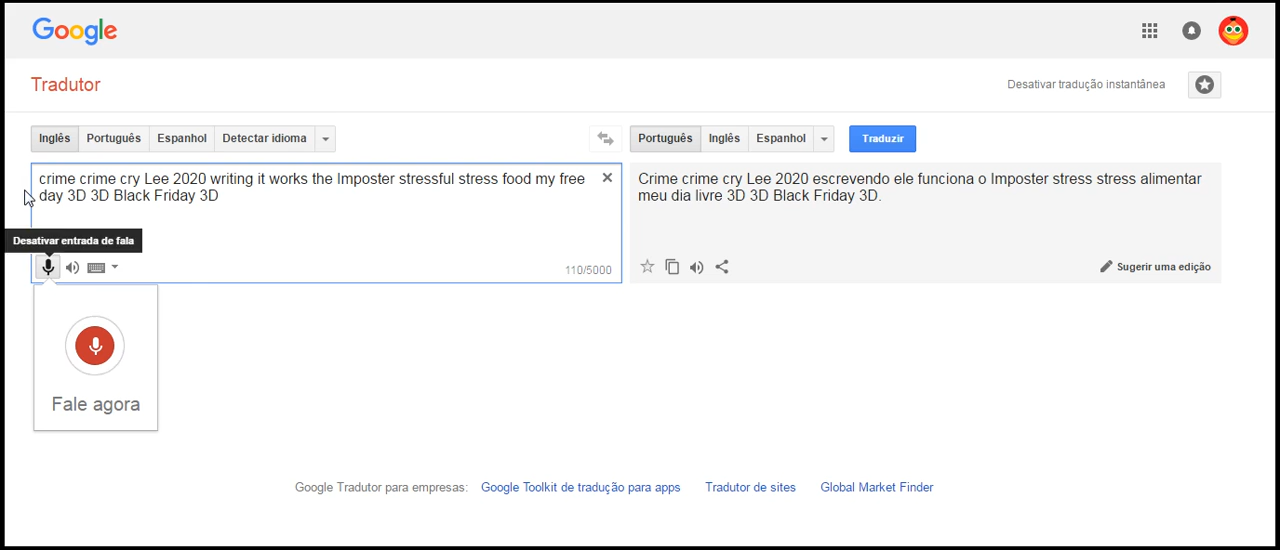 Google
Tradutor
Desativar tradução instantânea
Inglês Português Espanhol Detectar idioma
Português Inglês Espanhol Traduzir
crime crime cry Lee 2020 writing it works the Imposter stressful stress food my free
day 3D 3D Black Friday 3D
Crime crime cry Lee 2020 escrevendo ele funciona o Imposter stress stress alimentar
meu dia livre 3D 3D Black Friday 3D.
Desativar entrada de fala
110/5000
Sugerir uma edição
Fale agora
Google Tradutor para empresas: Google Toolkit de tradução para apps Tradutor de sites Global Market Finder